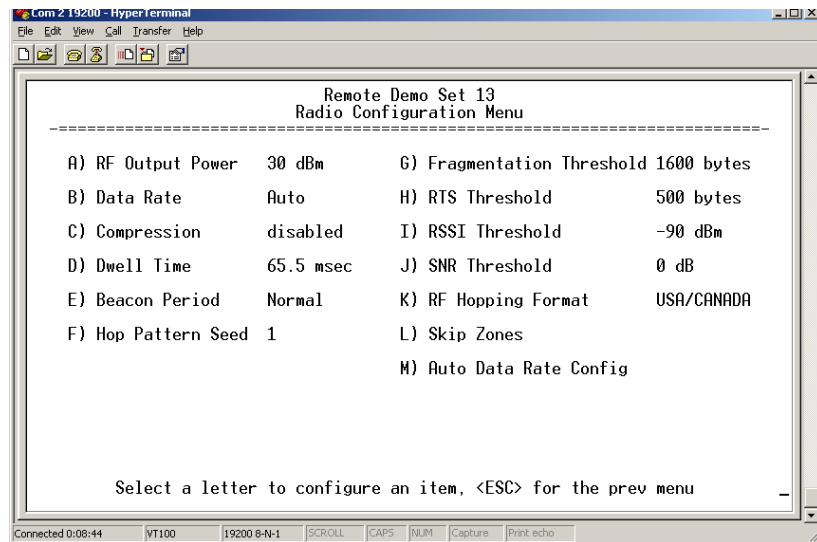 Com 2 19200 - HyperTerminal
File Edit View Call Transfer Help
Remote Demo Set 13
Radio Configuration Menu
-==========================================================================-
A) RF Output Power 30 dBm G) Fragmentation Threshold 1600 bytes
B) Data Rate Auto H) RTS Threshold 500 bytes
C) Compression disabled I) RSSI Threshold -90 dBm
D) Dwell Time 65.5 msec J) SNR Threshold 0 dB
E) Beacon Period Normal K) RF Hopping Format USA/CANADA
F) Hop Pattern Seed 1 L) Skip Zones
M) Auto Data Rate Config
Select a letter to configure an item, <ESC> for the prev menu _
Connected 0:08:44 VT100 19200 8-N-1 SCROLL CAPS NUM Capture Print echo